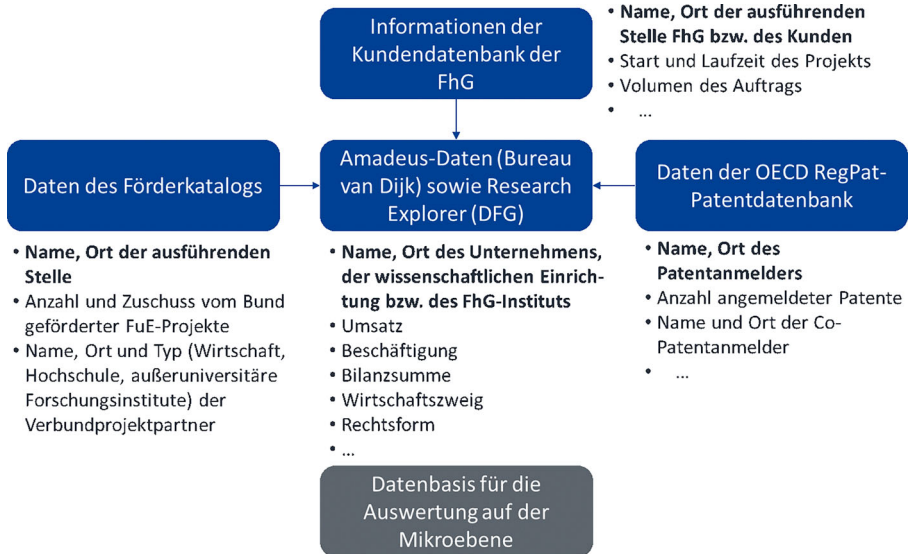 Informationen der
Kundendatenbank der
FhG
• Name, Ort der ausführenden
Stelle FhG bzw. des Kunden
• Start und Laufzeit des Projekts
• Volumen des Auftrags
• ...
Daten des Förderkatalogs
Amadeus-Daten (Bureau
van Dijk) sowie Research
Explorer (DFG)
Daten der OECD RegPat-
Patentdatenbank
• Name, Ort der ausführenden
Stelle
• Anzahl und Zuschuss vom Bund
geförderter FuE-Projekte
• Name, Ort und Typ (Wirtschaft,
Hochschule, außeruniversitäre
Forschungsinstitute) der
Verbundprojektpartner
• Name, Ort des Unternehmens,
der wissenschaftlichen Einrich-
tung bzw. des FhG-Instituts
• Umsatz
• Beschäftigung
• Bilanzsumme
• Wirtschaftszweig
• Rechtsform
• ...
• Name, Ort des
Patentanmelders
• Anzahl angemeldeter Patente
• Name und Ort der Co-
Patentanmelder
• ...
Datenbasis für die
Auswertung auf der
Mikroebene